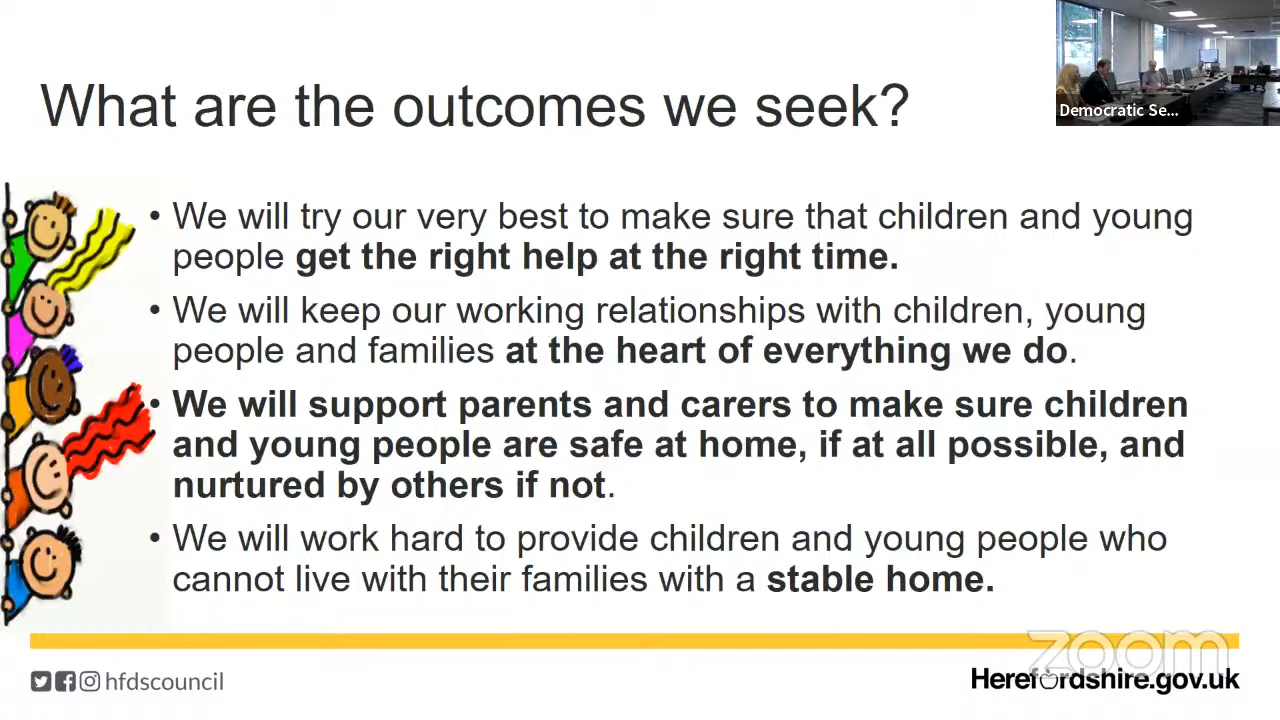 Democratic Se...
What are the outcomes we seek?
• We will try our very best to make sure that children and young
people get the right help at the right time.
• We will keep our working relationships with children, young
people and families at the heart of everything we do.
• We will support parents and carers to make sure children
and young people are safe at home, if at all possible, and
nurtured by others if not.
• We will work hard to provide children and young people who
cannot live with their families with a stable home.
zoom
hfdscouncil
Herefordshire.gov.uk